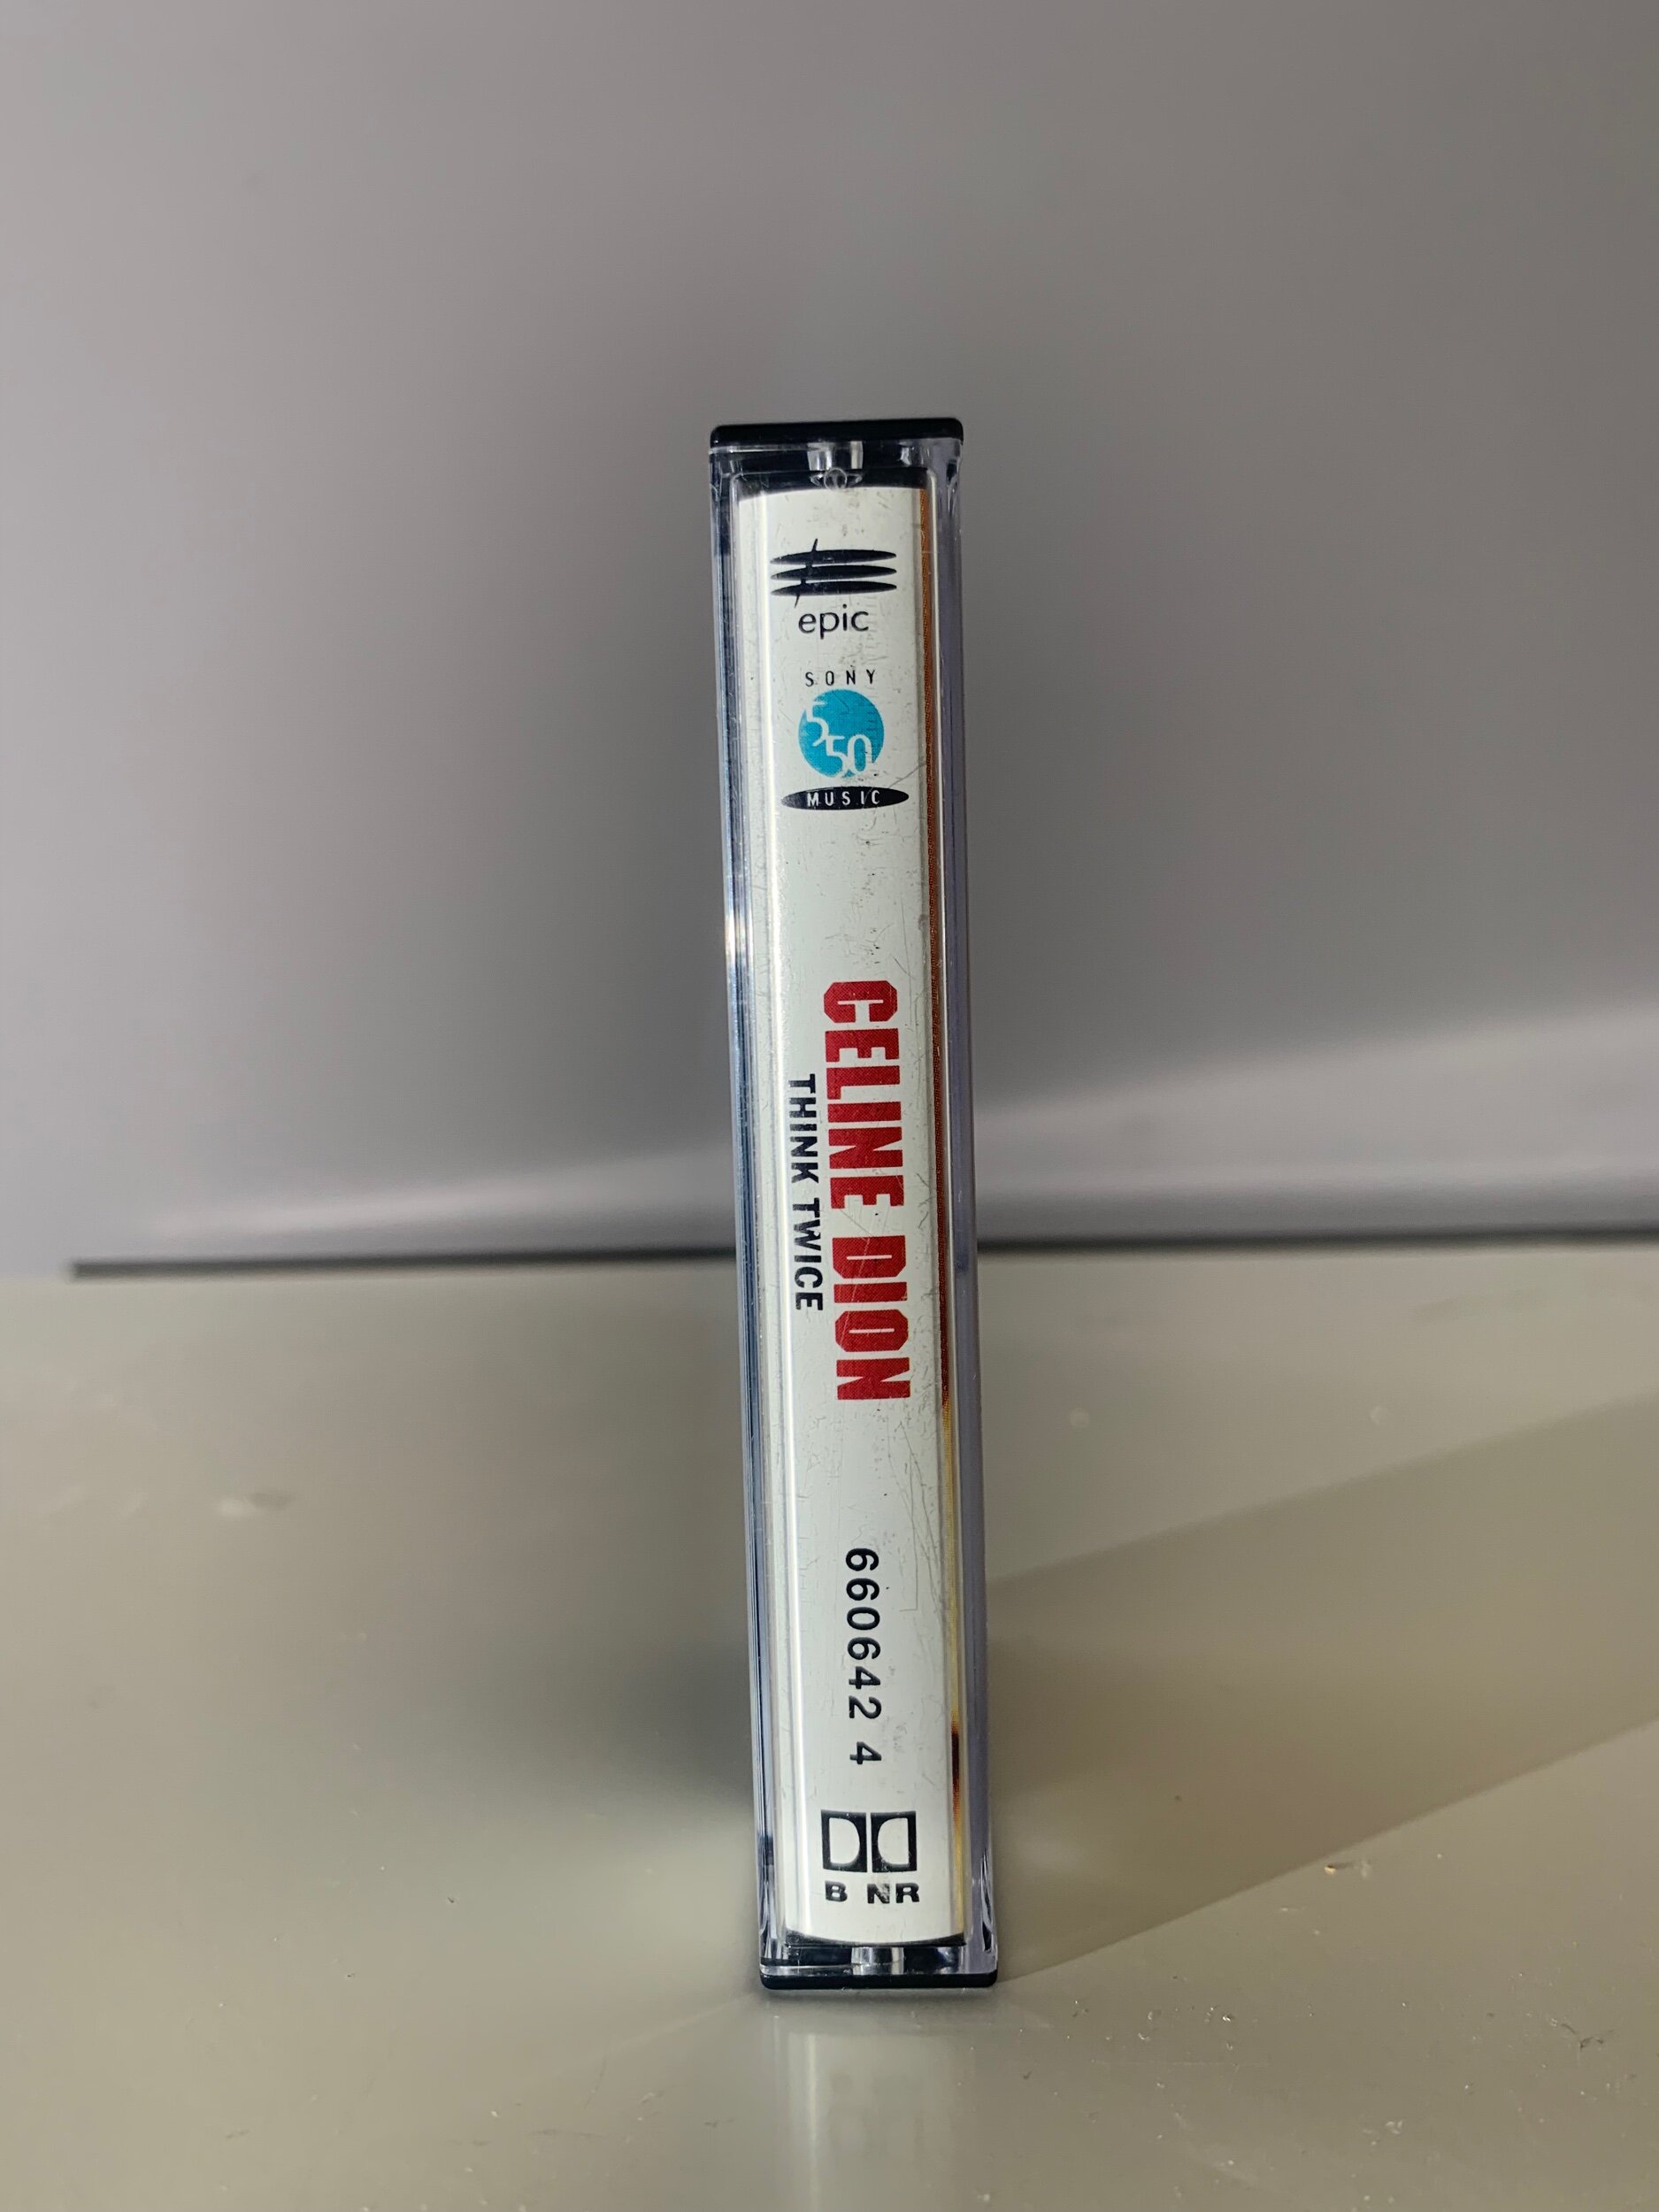 epic
SONY
550
MUSIC
CELINE DION
THINK TWICE
660642 4
B NR